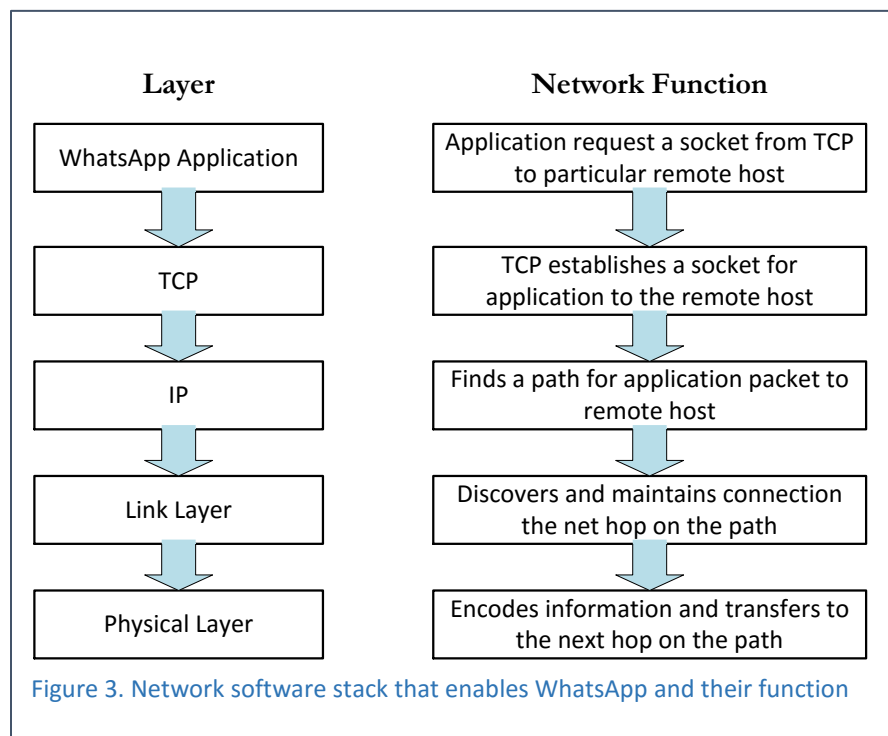 Layer
Network Function
WhatsApp Application
Application request a socket from TCP
to particular remote host
TCP
TCP establishes a socket for
application to the remote host
IP
Finds a path for application packet to
remote host
Link Layer
Discovers and maintains connection
the net hop on the path
Physical Layer
Encodes information and transfers to
the next hop on the path
Figure 3. Network software stack that enables WhatsApp and their function